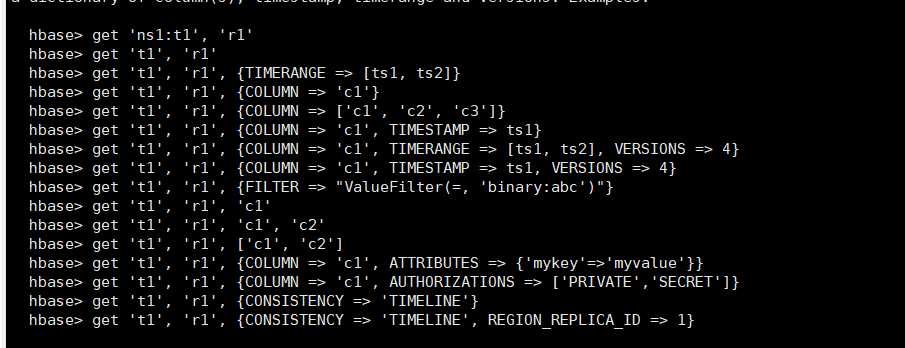 a dictionary of column(s), timestamp, timerange and versions. Examples:
hbase> get 'ns1:t1', 'r1'
hbase> get 't1', 'r1'
hbase> get 't1', 'r1', {TIMERANGE => [ts1, ts2]}
hbase> get 't1', 'r1', {COLUMN => 'c1'}
hbase> get 't1', 'r1', {COLUMN => ['c1', 'c2', 'c3']}
hbase> get 't1', 'r1', {COLUMN => 'c1', TIMESTAMP => ts1}
hbase> get 't1', 'r1', {COLUMN => 'c1', TIMERANGE => [ts1, ts2], VERSIONS => 4}
hbase> get 't1', 'r1', {COLUMN => 'c1', TIMESTAMP => ts1, VERSIONS => 4}
hbase> get 't1', 'r1', {FILTER => "ValueFilter(=, 'binary:abc')"}
hbase> get 't1', 'r1', 'c1'
hbase> get 't1', 'r1', 'c1', 'c2'
hbase> get 't1', 'r1', ['c1', 'c2']
hbase> get 't1', 'r1', {COLUMN => 'c1', ATTRIBUTES => {'mykey'=>'myvalue'}}
hbase> get 't1', 'r1', {COLUMN => 'c1', AUTHORIZATIONS => ['PRIVATE','SECRET']}
hbase> get 't1', 'r1', {CONSISTENCY => 'TIMELINE'}
hbase> get 't1', 'r1', {CONSISTENCY => 'TIMELINE', REGION_REPLICA_ID => 1}